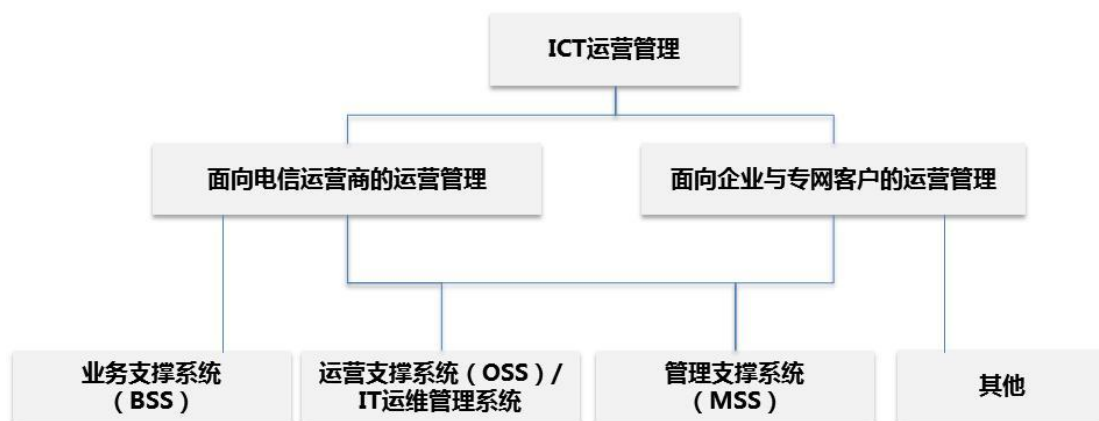 ICT运营管理
面向电信运营商的运营管理
面向企业与专网客户的运营管理
业务支撑系统
（BSS）
运营支撑系统（OSS）/
IT运维管理系统
管理支撑系统
（MSS）
其他